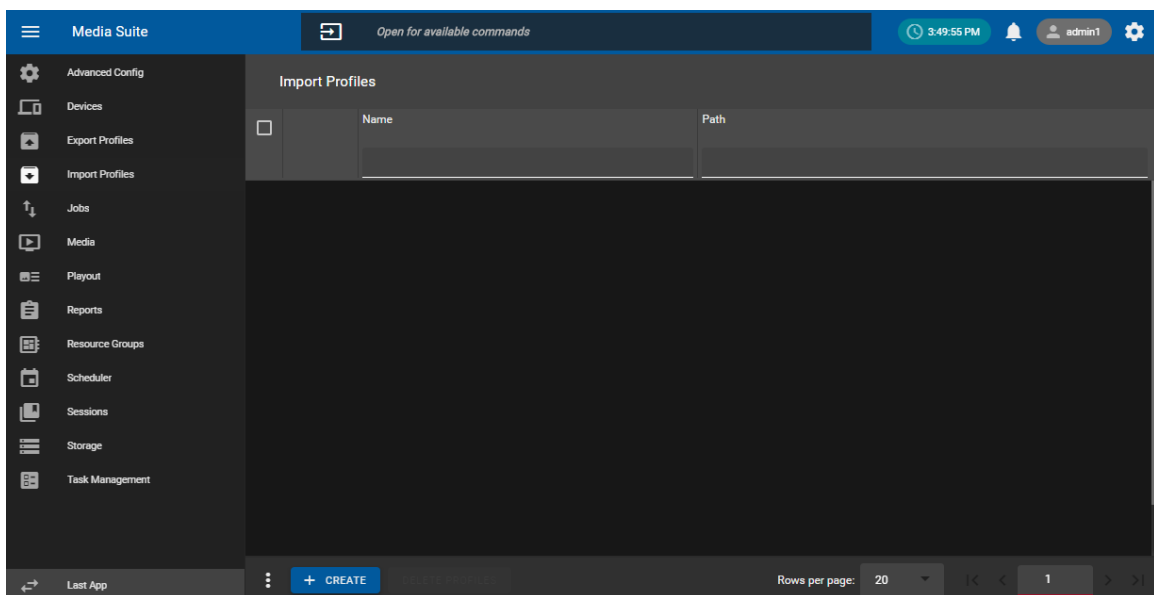 Media Suite
Open for available commands
3:49:55 PM
admin1
Advanced Config
Devices
Export Profiles
Import Profiles
Jobs
Media
Playout
Reports
Resource Groups
Scheduler
Sessions
Storage
Task Management
Last App
Import Profiles
Name
Path
+ CREATE
DELETE PROFILES
Rows per page:
20
1